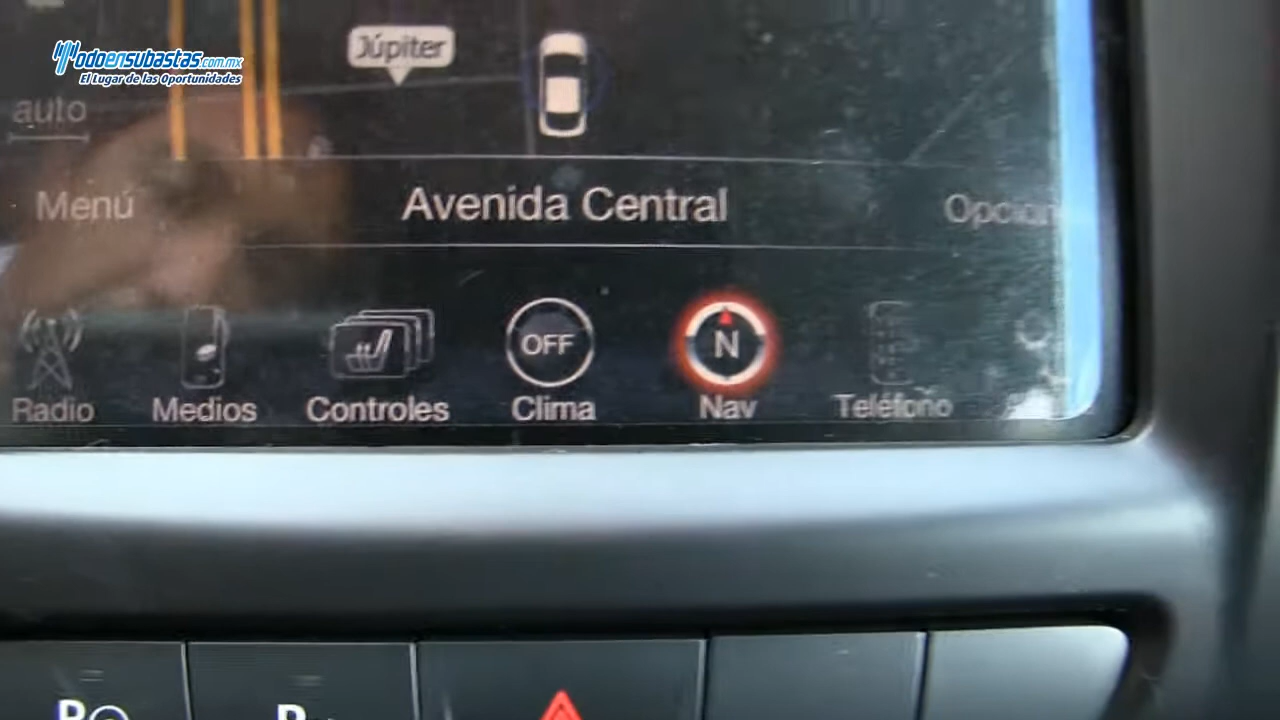 Todoensubastas.com.mx
El Lugar de las Oportunidades
Júpiter
auto
Menú
Avenida Central
OFF
N
Radio
Medios
Controles
Clima
Nav
Teléfono